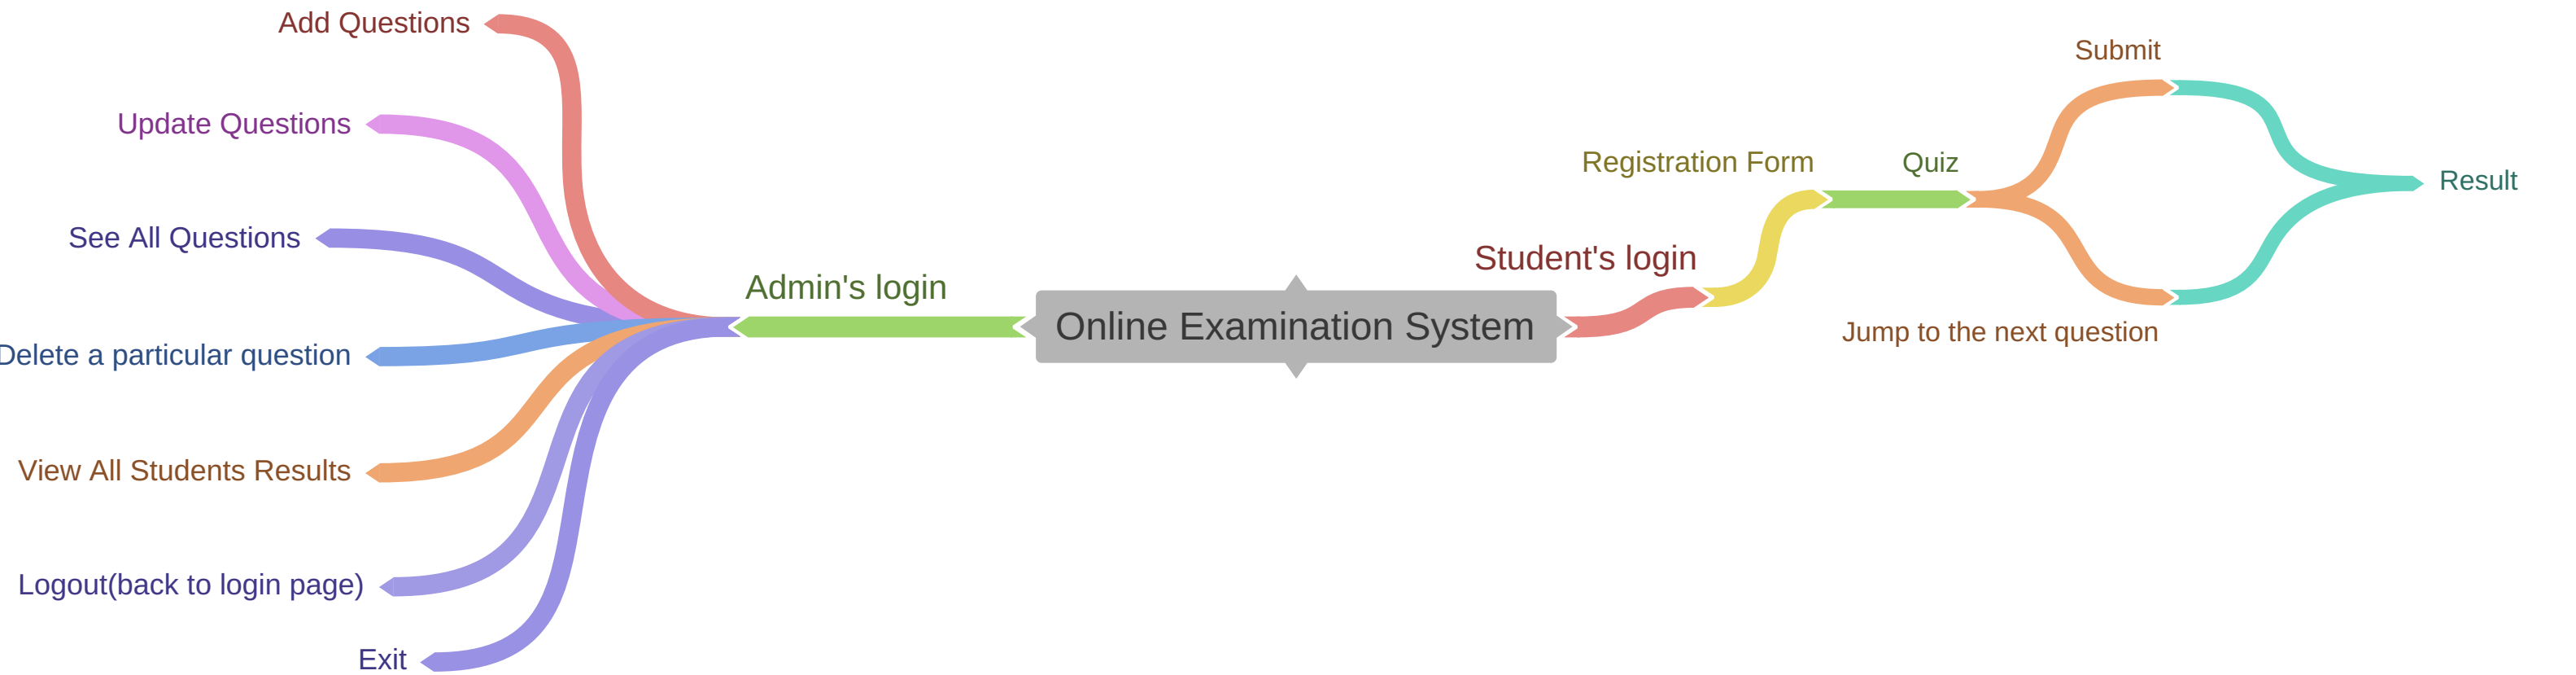 Add Questions
Update Questions
See All Questions
Delete a particular question
View All Students Results
Logout(back to login page)
Exit
Admin's login
Online Examination System
Student's login
Registration Form
Quiz
Submit
Jump to the next question
Result